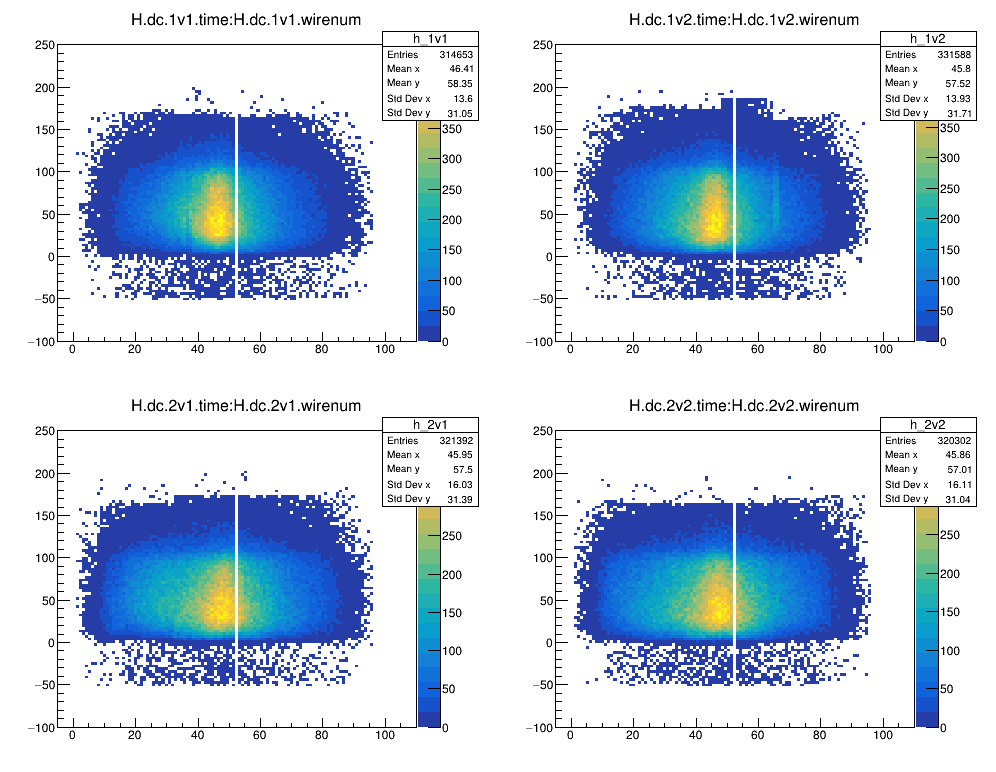 H.dc.1v1.time:H.dc.1v1.wirenum
h_1v1
Entries 314653
Mean x 46.41
Mean y 58.35
Std Dev x 13.6
Std Dev y 31.05
250
200
150
100
50
0
−50
−100
0 20 40 60 80 100
350
300
250
200
150
100
50
0
H.dc.1v2.time:H.dc.1v2.wirenum
h_1v2
Entries 331588
Mean x 45.8
Mean y 57.52
Std Dev x 13.93
Std Dev y 31.71
250
200
150
100
50
0
−50
−100
0 20 40 60 80 100
350
300
250
200
150
100
50
0
H.dc.2v1.time:H.dc.2v1.wirenum
h_2v1
Entries 321392
Mean x 45.95
Mean y 57.5
Std Dev x 16.03
Std Dev y 31.39
250
200
150
100
50
0
−50
−100
0 20 40 60 80 100
250
200
150
100
50
0
H.dc.2v2.time:H.dc.2v2.wirenum
h_2v2
Entries 320302
Mean x 45.86
Mean y 57.01
Std Dev x 16.11
Std Dev y 31.04
250
200
150
100
50
0
−50
−100
0 20 40 60 80 100
250
200
150
100
50
0